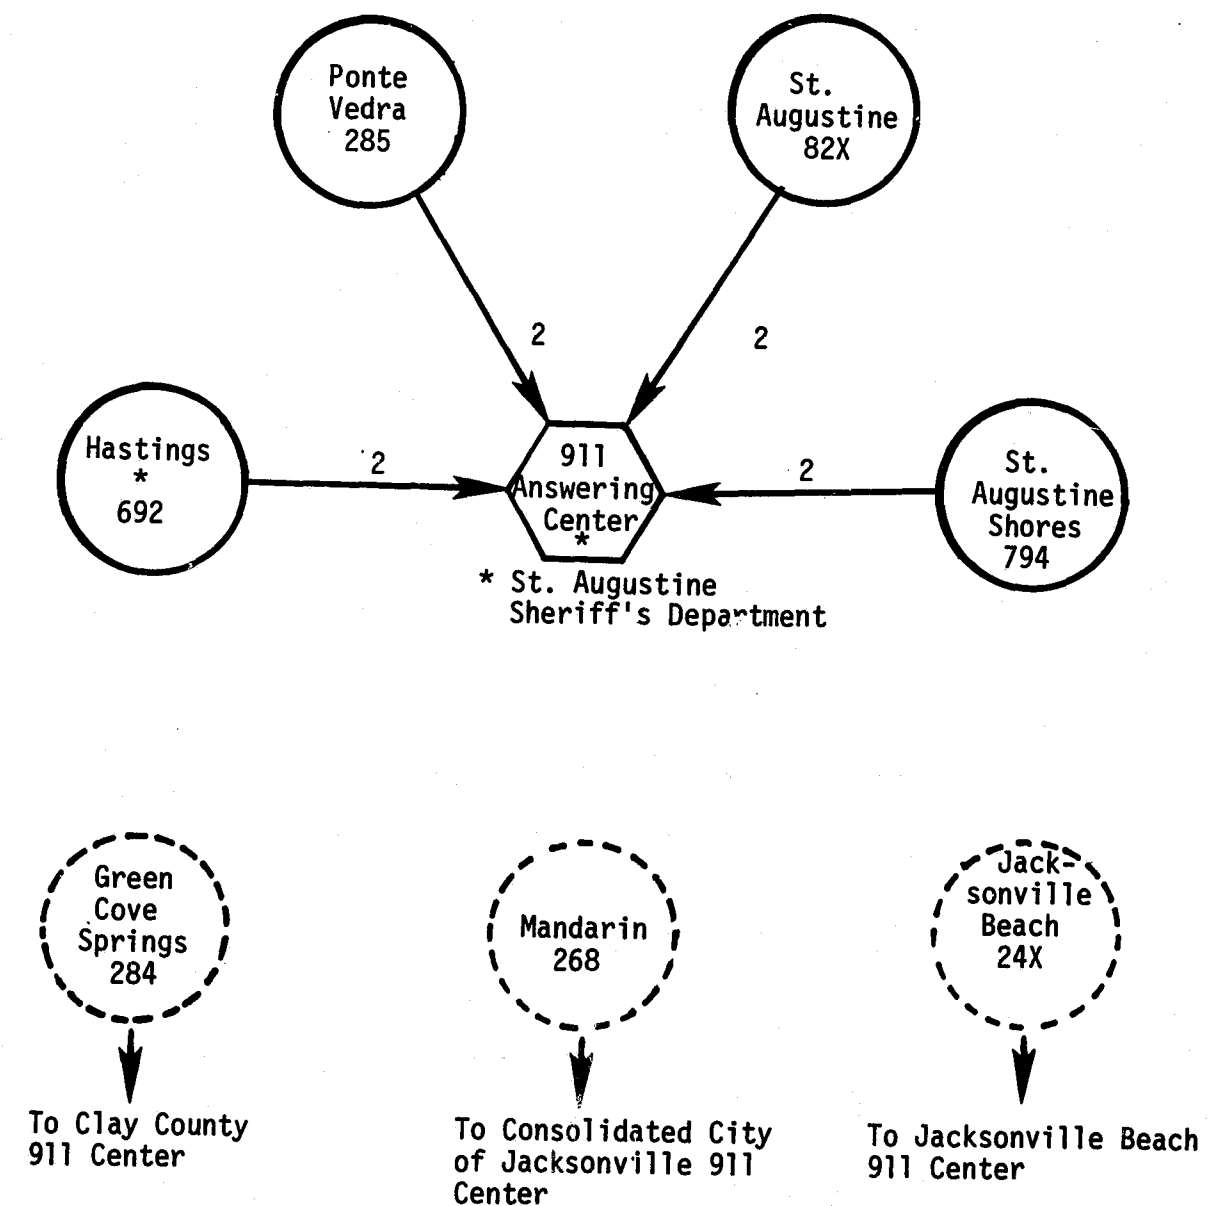 Ponte
Vedra
285
St.
Augustine
82X
2
2
Hastings
*
692
2
911
Answering
Center
*
2
St.
Augustine
Shores
794
* St. Augustine
Sheriff's Department
Green
Cove
Springs
284
Mandarin
268
Jack-
sonville
Beach
24X
To Clay County
911 Center
To Consolidated City
of Jacksonville 911
Center
To Jacksonville Beach
911 Center